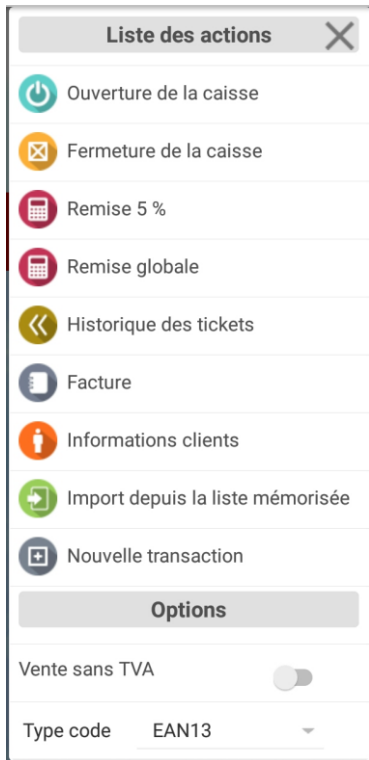 Liste des actions
Ouverture de la caisse
Fermeture de la caisse
Remise 5 %
Remise globale
Historique des tickets
Facture
Informations clients
Import depuis la liste mémorisée
Nouvelle transaction
Options
Vente sans TVA
Type code EAN13